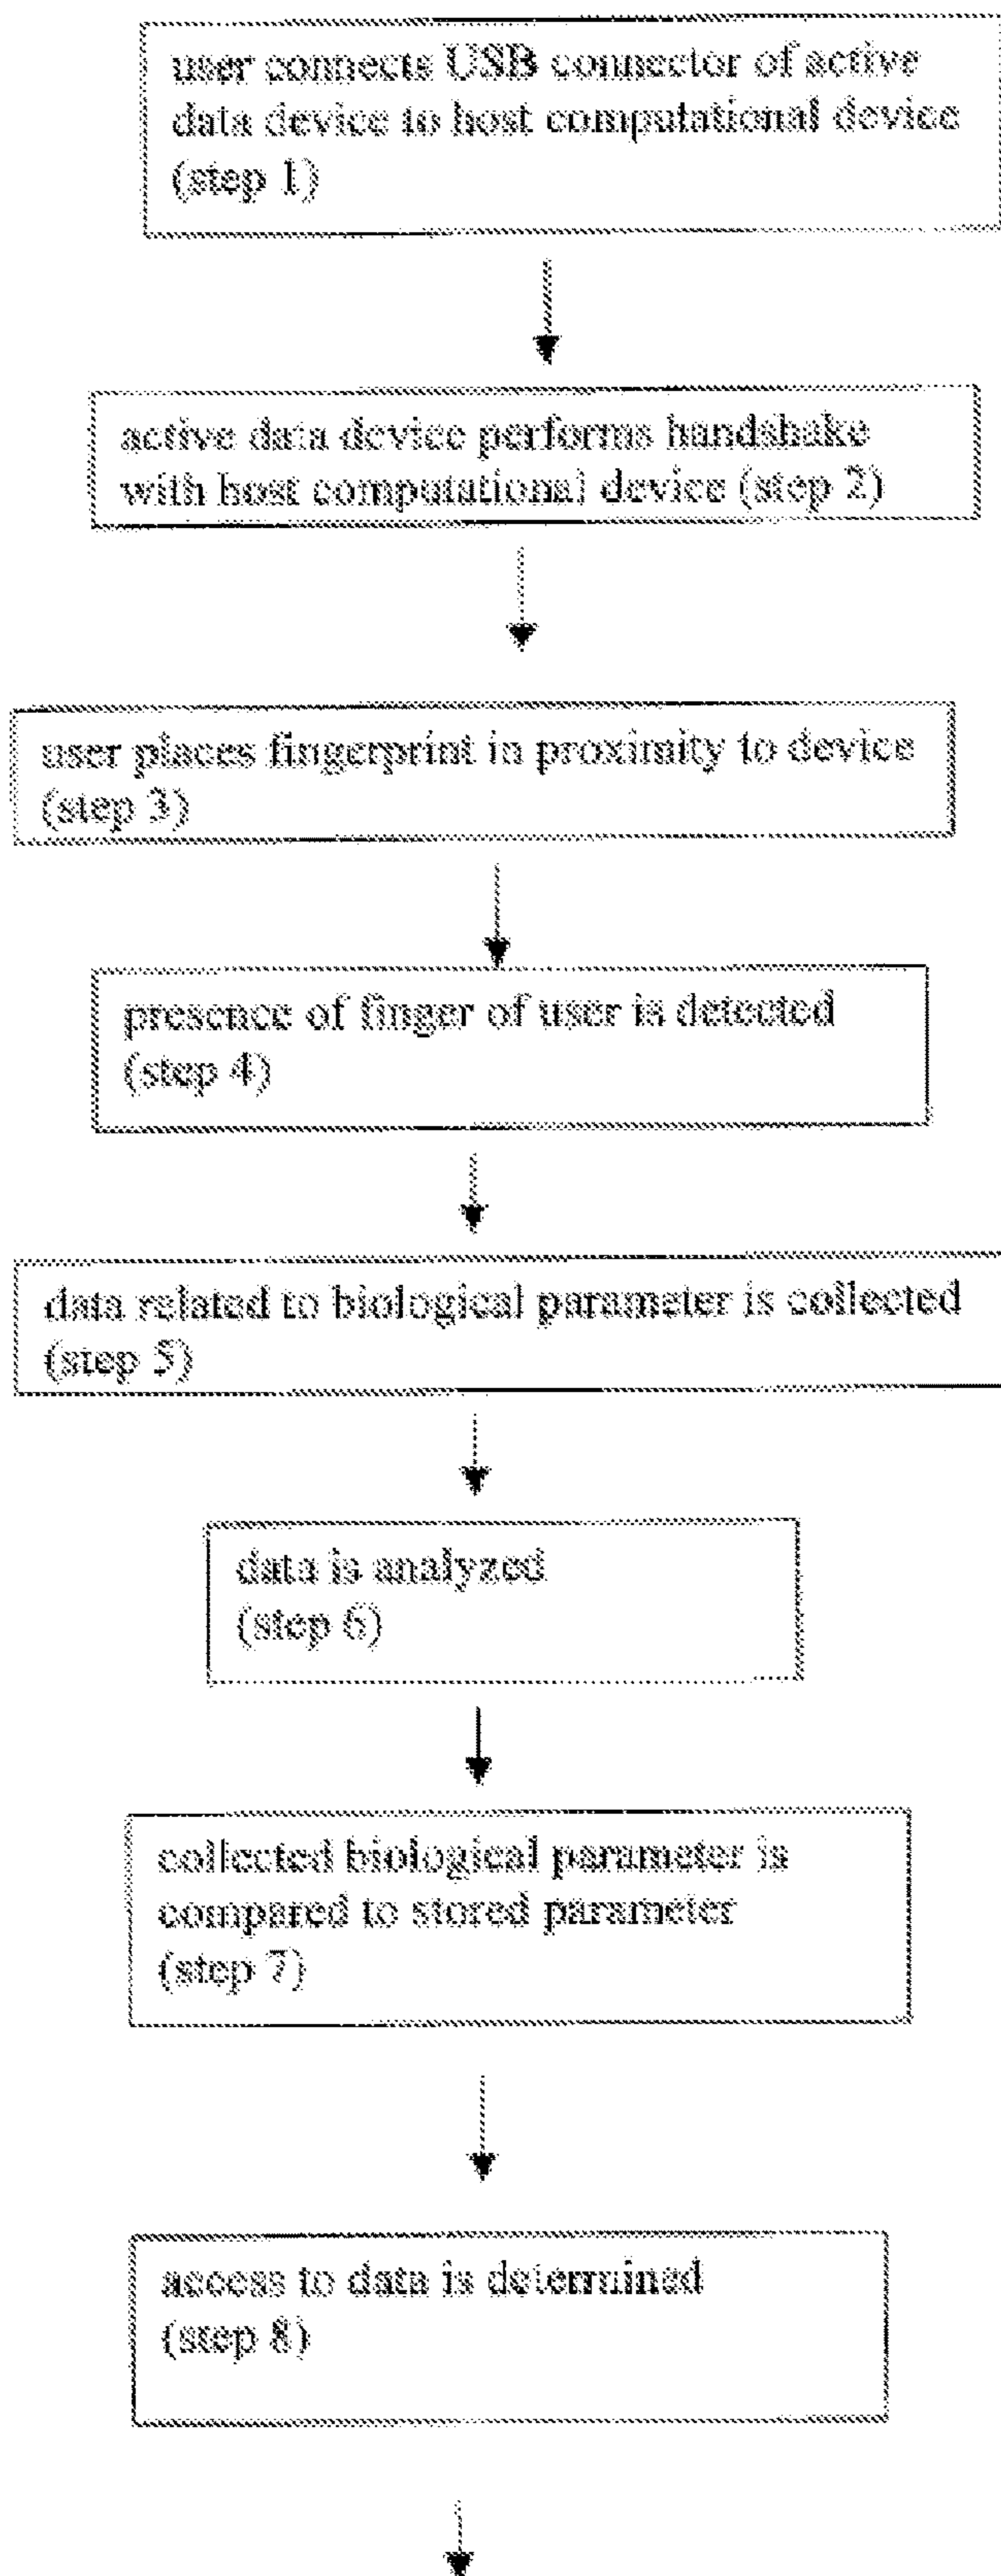 user connects USB connector of active
data device to host computational device
(step 1)
active data device performs handshake
with host computational device (step 2)
user places fingerprint in proximity to device
(step 3)
presence of finger of user is detected
(step 4)
data related to biological parameter is collected
(step 5)
data is analyzed
(step 6)
collected biological parameter is
compared to stored parameter
(step 7)
access to data is determined
(step 8)